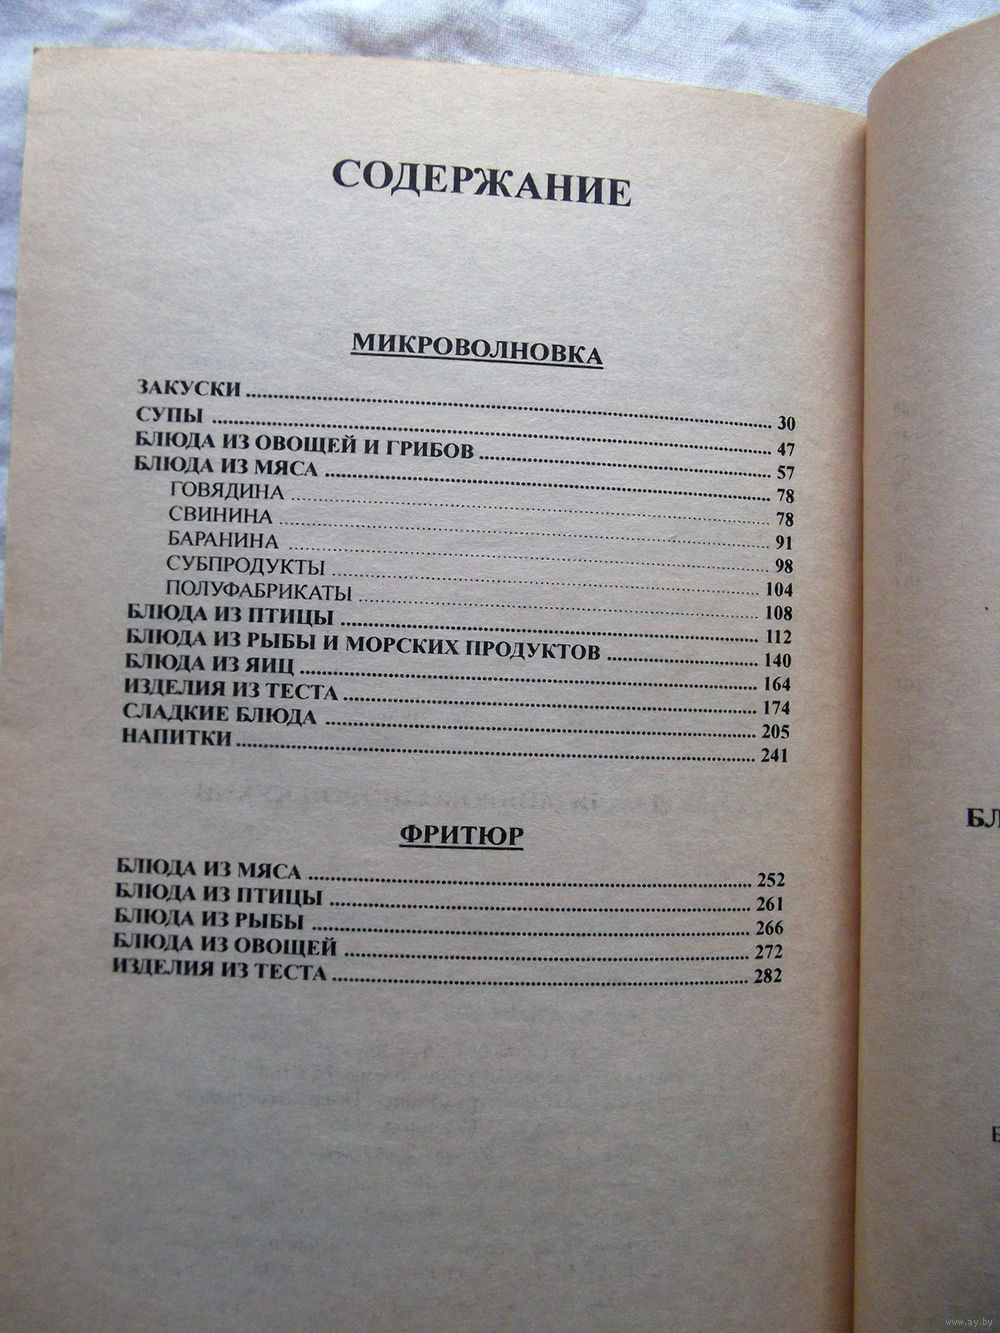 СОДЕРЖАНИЕ
МИКРОВОЛНОВКА
ЗАКУСКИ 30
СУПЫ 47
БЛЮДА ИЗ ОВОЩЕЙ И ГРИБОВ 57
БЛЮДА ИЗ МЯСА 78
ГОВЯДИНА 78
СВИНИНА 91
БАРАНИНА 98
СУБПРОДУКТЫ 104
ПОЛУФАБРИКАТЫ 108
БЛЮДА ИЗ ПТИЦЫ 112
БЛЮДА ИЗ РЫБЫ И МОРСКИХ ПРОДУКТОВ 140
БЛЮДА ИЗ ЯИЦ 164
ИЗДЕЛИЯ ИЗ ТЕСТА 174
СЛАДКИЕ БЛЮДА 205
НАПИТКИ 241
ФРИТЮР
БЛЮДА ИЗ МЯСА 252
БЛЮДА ИЗ ПТИЦЫ 261
БЛЮДА ИЗ РЫБЫ 266
БЛЮДА ИЗ ОВОЩЕЙ 272
ИЗДЕЛИЯ ИЗ ТЕСТА 282
www.ay.by